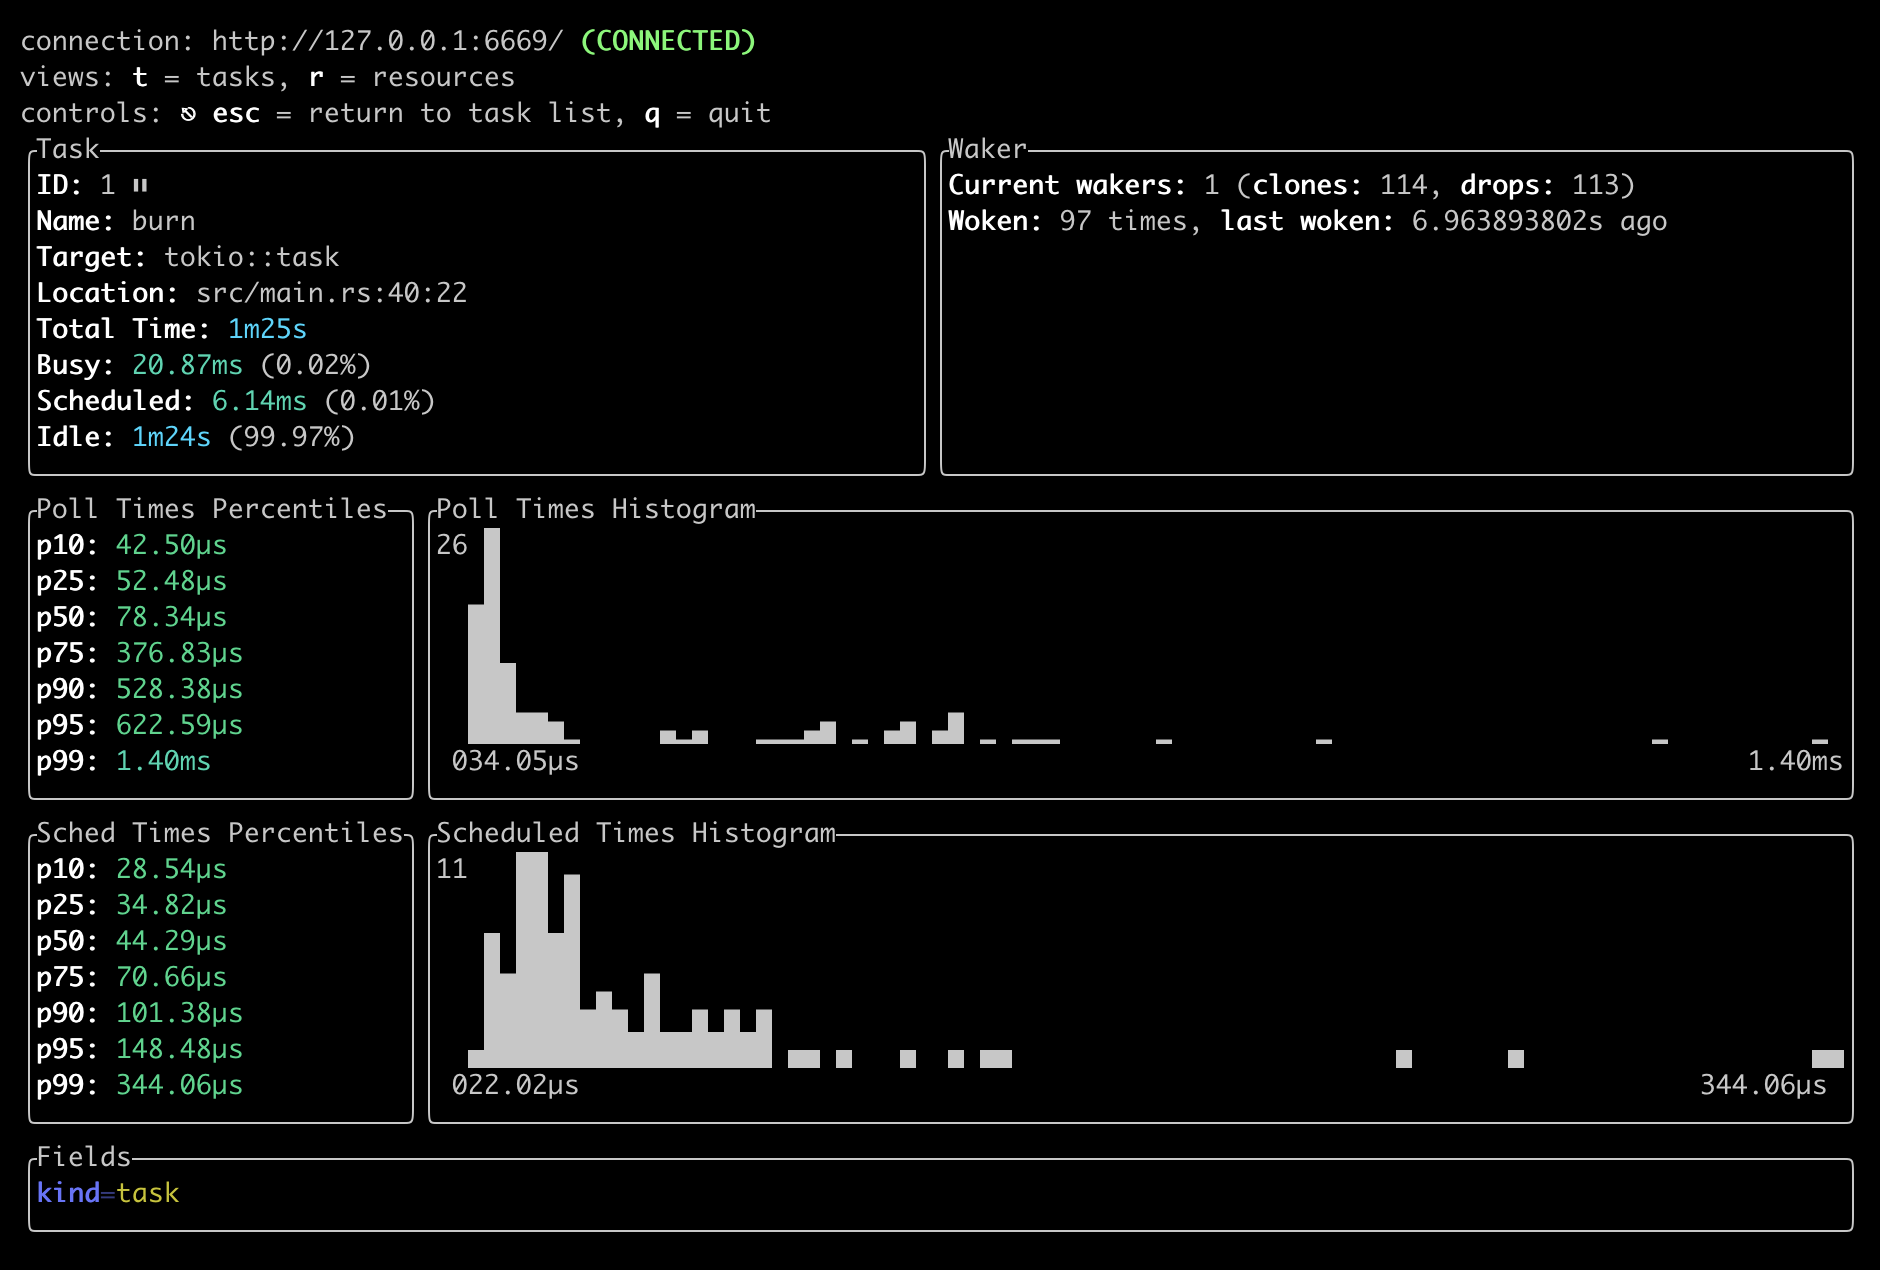 connection: http://127.0.0.1:6669/ (CONNECTED)
views: t = tasks, r = resources
controls: ⎋ esc = return to task list, q = quit
Task
ID: 1 ⏸
Name: burn
Target: tokio::task
Location: src/main.rs:40:22
Total Time: 1m25s
Busy: 20.87ms (0.02%)
Scheduled: 6.14ms (0.01%)
Idle: 1m24s (99.97%)
Waker
Current wakers: 1 (clones: 114, drops: 113)
Woken: 97 times, last woken: 6.963893802s ago
Poll Times Percentiles
p10: 42.50µs
p25: 52.48µs
p50: 78.34µs
p75: 376.83µs
p90: 528.38µs
p95: 622.59µs
p99: 1.40ms
Poll Times Histogram
26
034.05µs 1.40ms
Sched Times Percentiles
p10: 28.54µs
p25: 34.82µs
p50: 44.29µs
p75: 70.66µs
p90: 101.38µs
p95: 148.48µs
p99: 344.06µs
Scheduled Times Histogram
11
022.02µs 344.06µs
Fields
kind=task